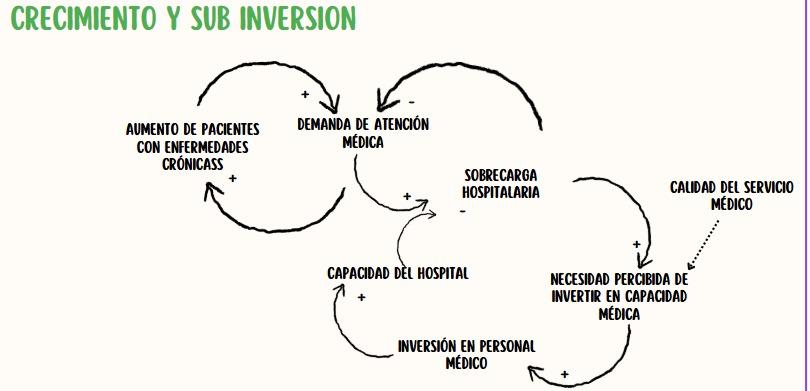 CRECIMIENTO Y SUB INVERSION
+
-
AUMENTO DE PACIENTES
CON ENFERMEDADES
CRÓNICASS
+
DEMANDA DE ATENCIÓN
MÉDICA
+
SOBRECARGA
HOSPITALARIA
-
CALIDAD DEL SERVICIO
MÉDICO
+
CAPACIDAD DEL HOSPITAL
+
NECESIDAD PERCIBIDA DE
INVERTIR EN CAPACIDAD
MÉDICA
INVERSIÓN EN PERSONAL
MÉDICO
+